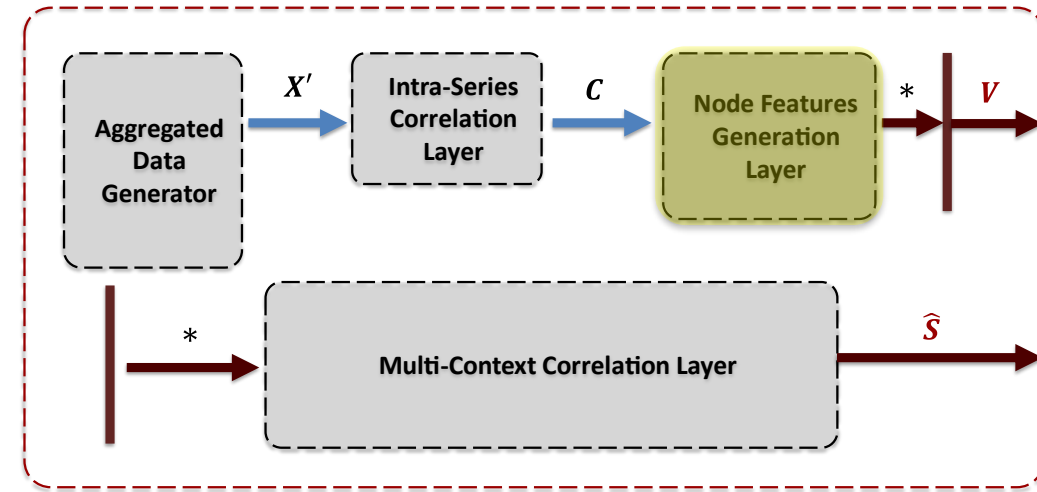 Aggregated
Data
Generator
X′
Intra-Series
Correlation
Layer
C
Node Features
Generation
Layer
*
V
*
Multi-Context Correlation Layer
Ŝ